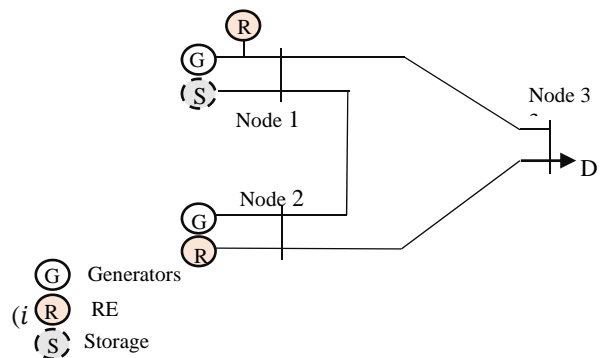 R
G
S
Node 1
Node 3
D
Node 2
G
R
G Generators
(i R RE
S Storage